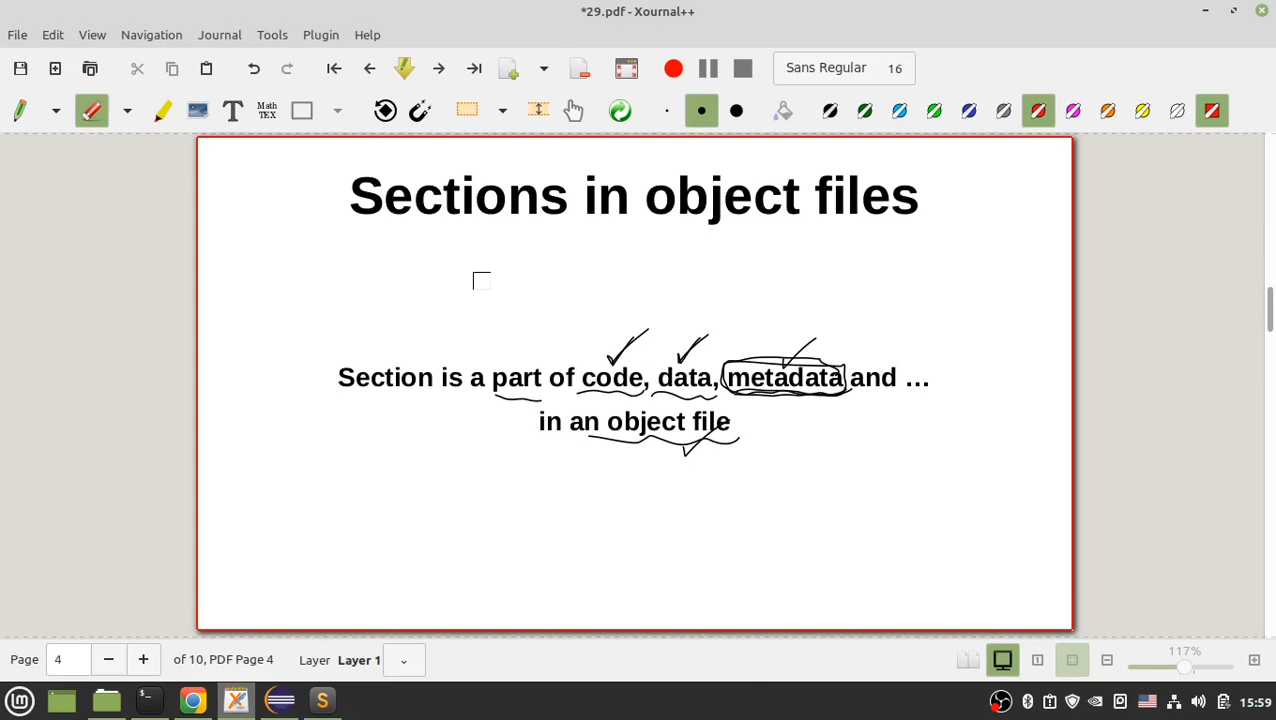 *29.pdf - Xournal++
File Edit View Navigation Journal Tools Plugin Help
Sans Regular 16
Math
TEX
Sections in object files
Section is a part of code, data, metadata and ...
in an object file
Page 4 of 10, PDF Page 4 Layer Layer 1 117%
15:59